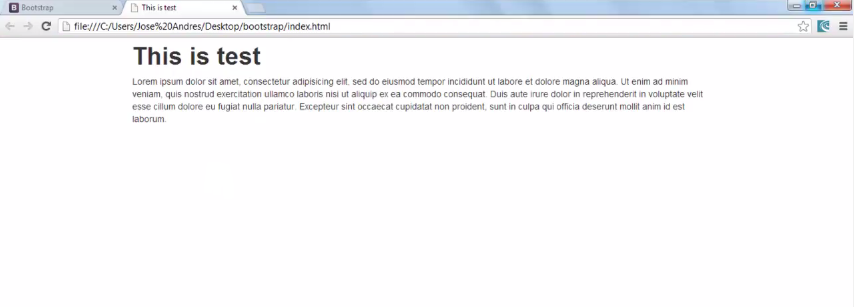 Bootstrap
This is test
file:///C:/Users/Jose%20Andres/Desktop/bootstrap/index.html
This is test
Lorem ipsum dolor sit amet, consectetur adipisicing elit, sed do eiusmod tempor incididunt ut labore et dolore magna aliqua. Ut enim ad minim
veniam, quis nostrud exercitation ullamco laboris nisi ut aliquip ex ea commodo consequat. Duis aute irure dolor in reprehenderit in voluptate velit
esse cillum dolore eu fugiat nulla pariatur. Excepteur sint occaecat cupidatat non proident, sunt in culpa qui officia deserunt mollit anim id est
laborum.